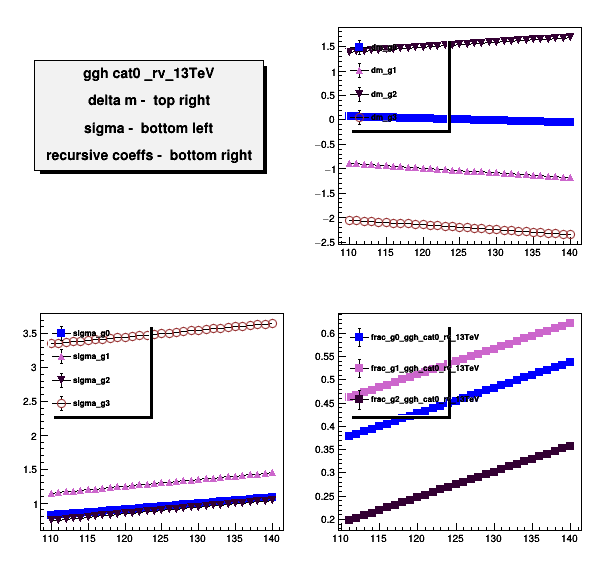 ggh cat0 _rv_13TeV
delta m - top right
sigma - bottom left
recursive coeffs - bottom right
1.5
1
0.5
0
−0.5
−1
−1.5
−2
−2.5
dm_g1
dm_g2
110 115 120 125 130 135 140
3.5
3
2.5
2
1.5
1
sigma_g0
sigma_g1
sigma_g2
sigma_g3
110 115 120 125 130 135 140
0.6
0.55
0.5
0.45
0.4
0.35
0.3
0.25
0.2
frac_g0_ggh_cat0_rv_13TeV
frac_g1_ggh_cat0_rv_13TeV
frac_g2_ggh_cat0_rv_13TeV
110 115 120 125 130 135 140